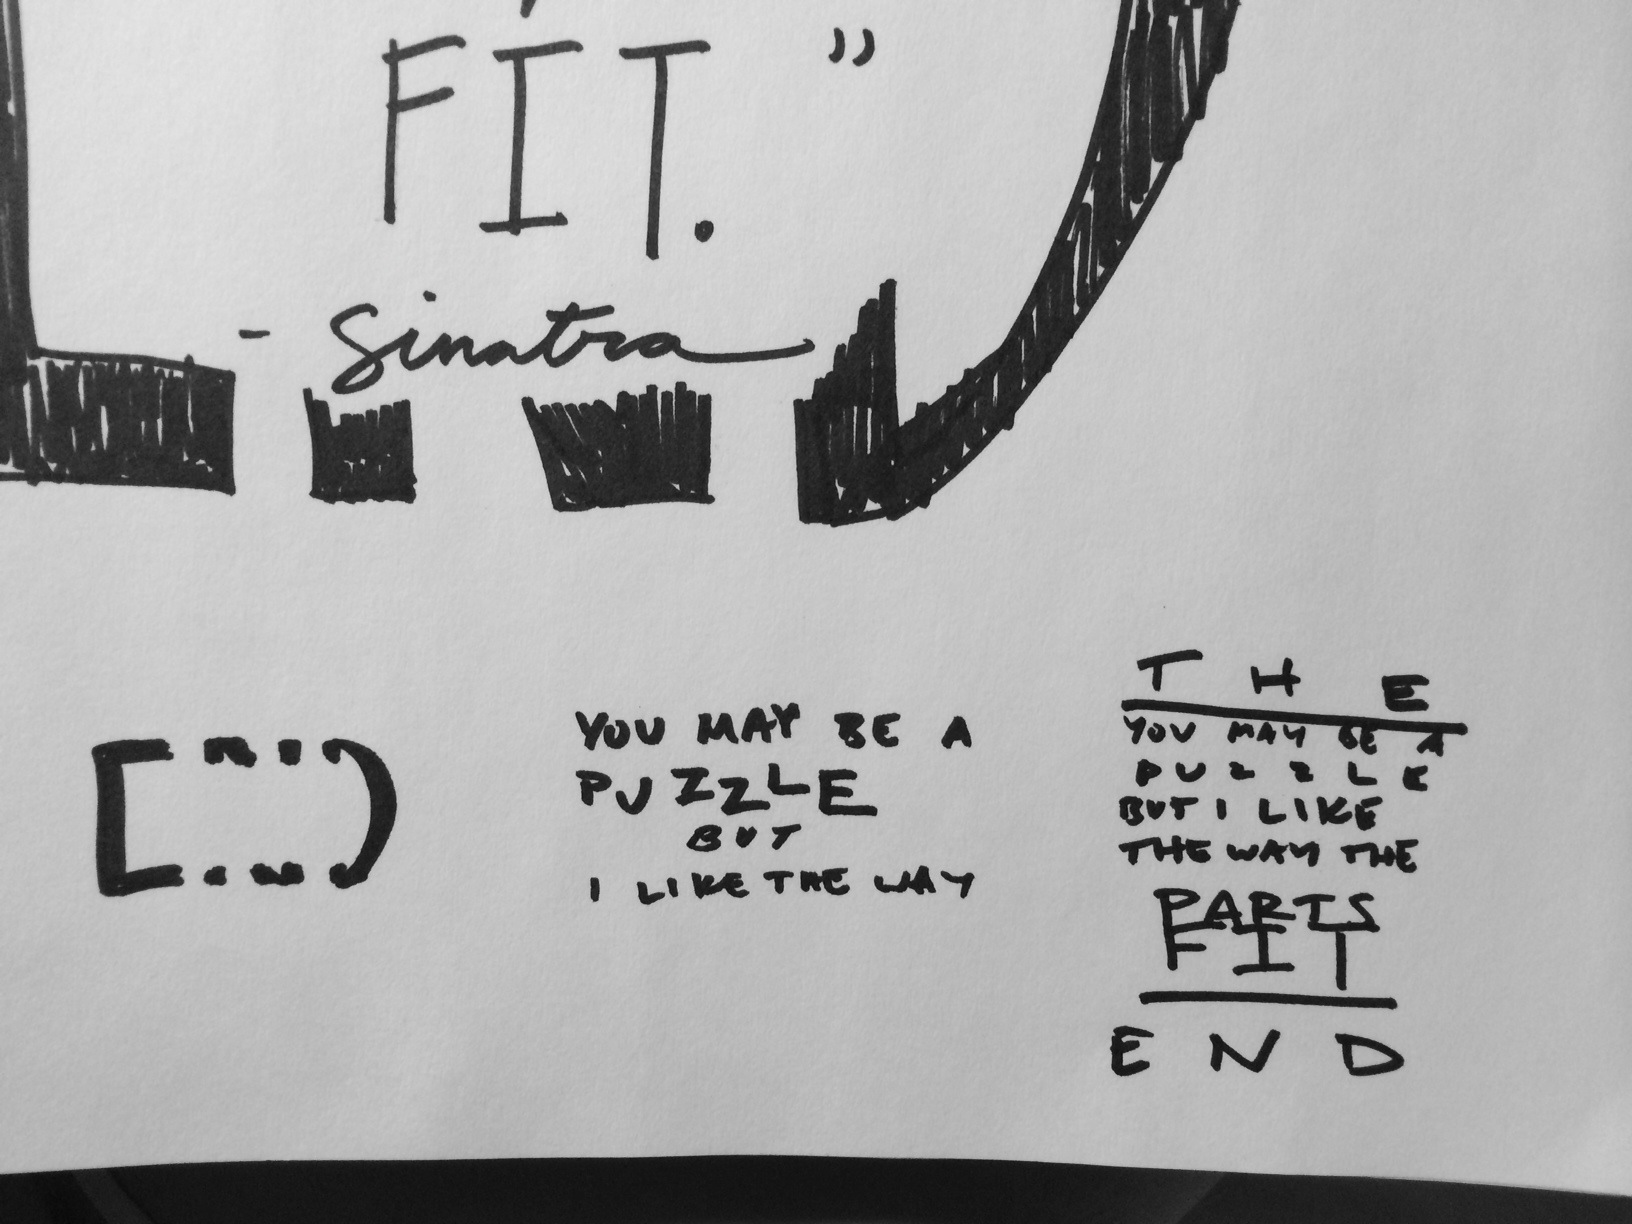 FIT. "
- Sinatra
YOU MAY BE A
PUZZLE
BUT
I LIKE THE WAY
THE
YOU MAY BE A
PUZZLE
BUT I LIKE
THE WAY THE
PARTS
FIT
END